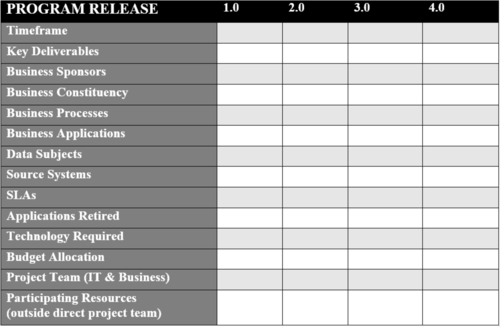 PROGRAM RELEASE 1.0 2.0 3.0 4.0
Timeframe
Key Deliverables
Business Sponsors
Business Constituency
Business Processes
Business Applications
Data Subjects
Source Systems
SLAs
Applications Retired
Technology Required
Budget Allocation
Project Team (IT & Business)
Participating Resources
(outside direct project team)